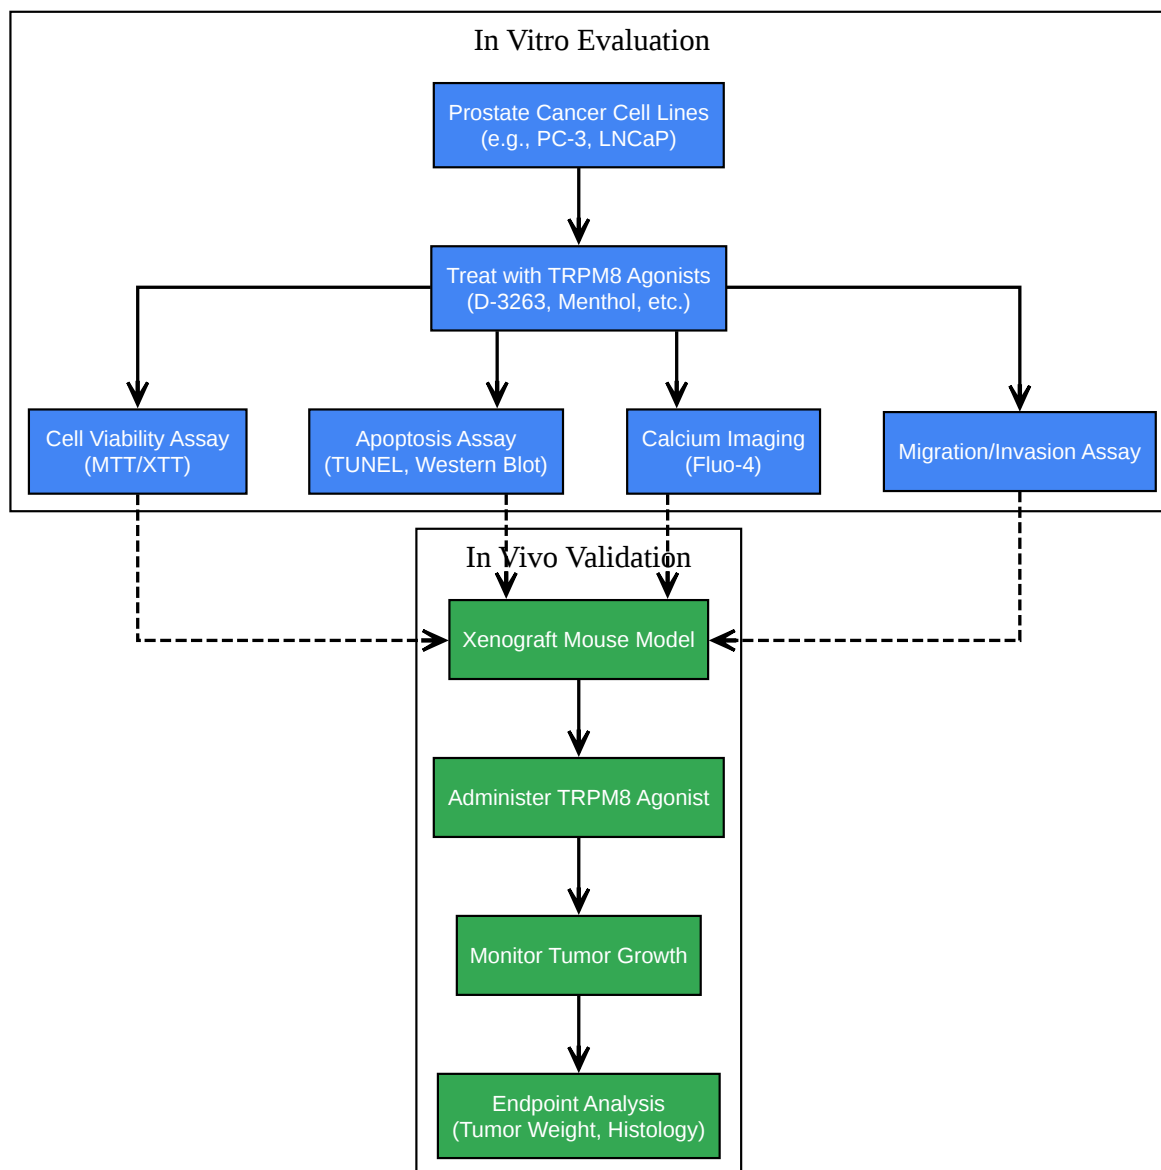 In Vitro Evaluation
Prostate Cancer Cell Lines
(e.g., PC-3, LNCaP)
Treat with TRPM8 Agonists
(D-3263, Menthol, etc.)
Cell Viability Assay
(MTT/XTT)
Apoptosis Assay
(TUNEL, Western Blot)
Calcium Imaging
(Fluo-4)
Migration/Invasion Assay
In Vivo Validation
Xenograft Mouse Model
Administer TRPM8 Agonist
Monitor Tumor Growth
Endpoint Analysis
(Tumor Weight, Histology)